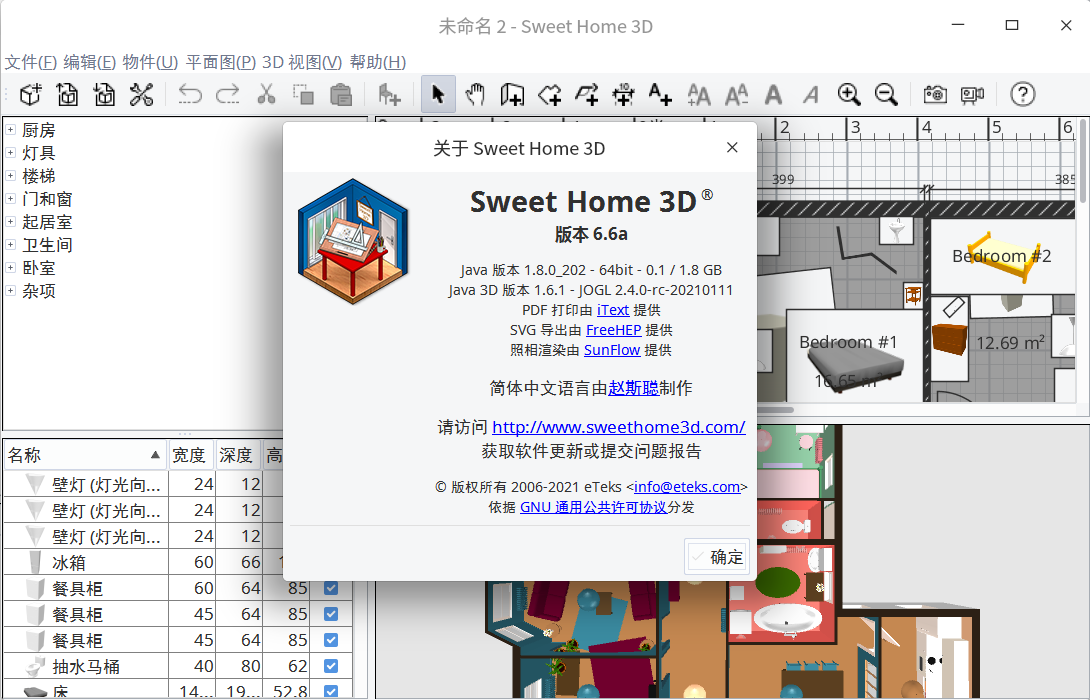 未命名 2 - Sweet Home 3D
文件(F) 编辑(E) 物件(U) 平面图(P) 3D 视图(V) 帮助(H)
厨房
灯具
楼梯
门和窗
起居室
卫生间
卧室
杂项
2 3 4 5 6
399 385
Bedroom #2
Bedroom #1
12.69 m²
16.65 m²
关于 Sweet Home 3D
Sweet Home 3D®
版本 6.6a
Java 版本 1.8.0_202 - 64bit - 0.1 / 1.8 GB
Java 3D 版本 1.6.1 - JOGL 2.4.0-rc-20210111
PDF 打印由 iText 提供
SVG 导出由 FreeHEP 提供
照相渲染由 SunFlow 提供
简体中文语言由赵斯聪制作
请访问 http://www.sweethome3d.com/
获取软件更新或提交问题报告
© 版权所有 2006-2021 eTeks <info@eteks.com>
依据 GNU 通用公共许可协议分发
确定
名称 宽度 深度 高
壁灯 (灯光向... 24 12
壁灯 (灯光向... 24 12
壁灯 (灯光向... 24 12
冰箱 60 66
餐具柜 60 64 85
餐具柜 45 64 85
餐具柜 45 64 85
抽水马桶 40 80 62
床 14... 19... 52.8